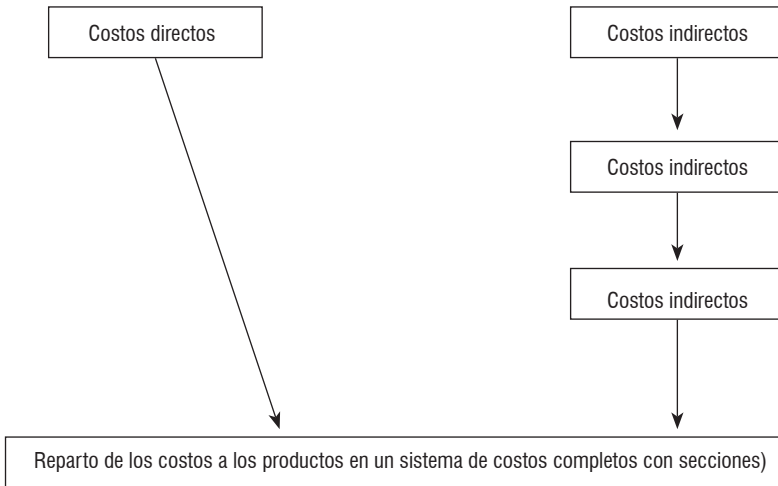 Costos directos
Costos indirectos
Costos indirectos
Costos indirectos
Reparto de los costos a los productos en un sistema de costos completos con secciones)